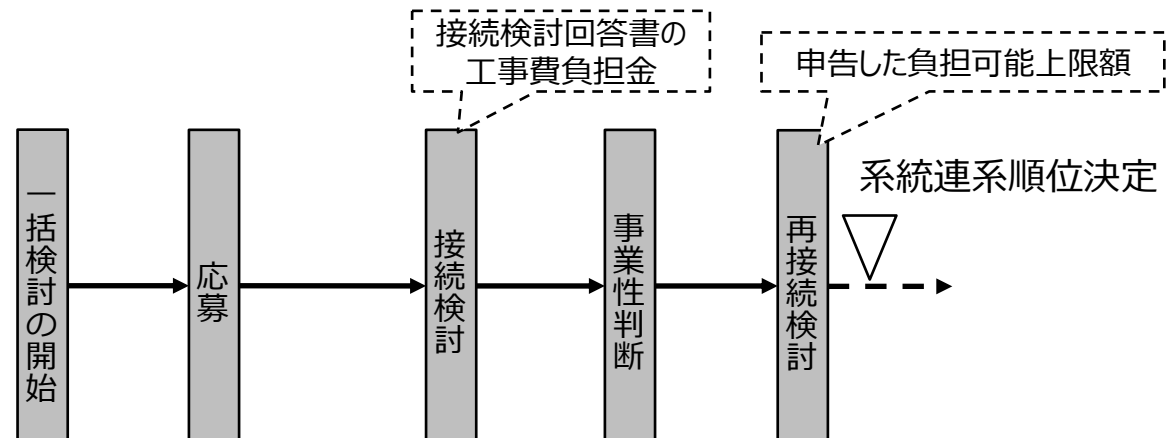 接続検討回答書の
工事費負担金
申告した負担可能上限額
系統連系順位決定
一括検討の開始
応募
接続検討
事業性判断
再接続検討